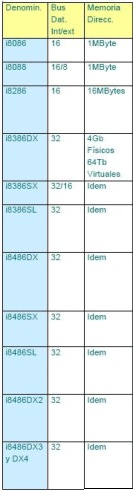 Denomin. Bus Dat. Int/ext Memoria Direcc.
i8086 16 1MByte
i8088 16/8 1MByte
i8286 16 16MBytes
i8386DX 32 4Gb Físicos 64Tb Virtuales
i8386SX 32/16 Idem
i8386SL 32 Idem
i8486DX 32 Idem
i8486SX 32 Idem
i8486SL 32 Idem
i8486DX2 32 Idem
i8486DX3 y DX4 32 Idem